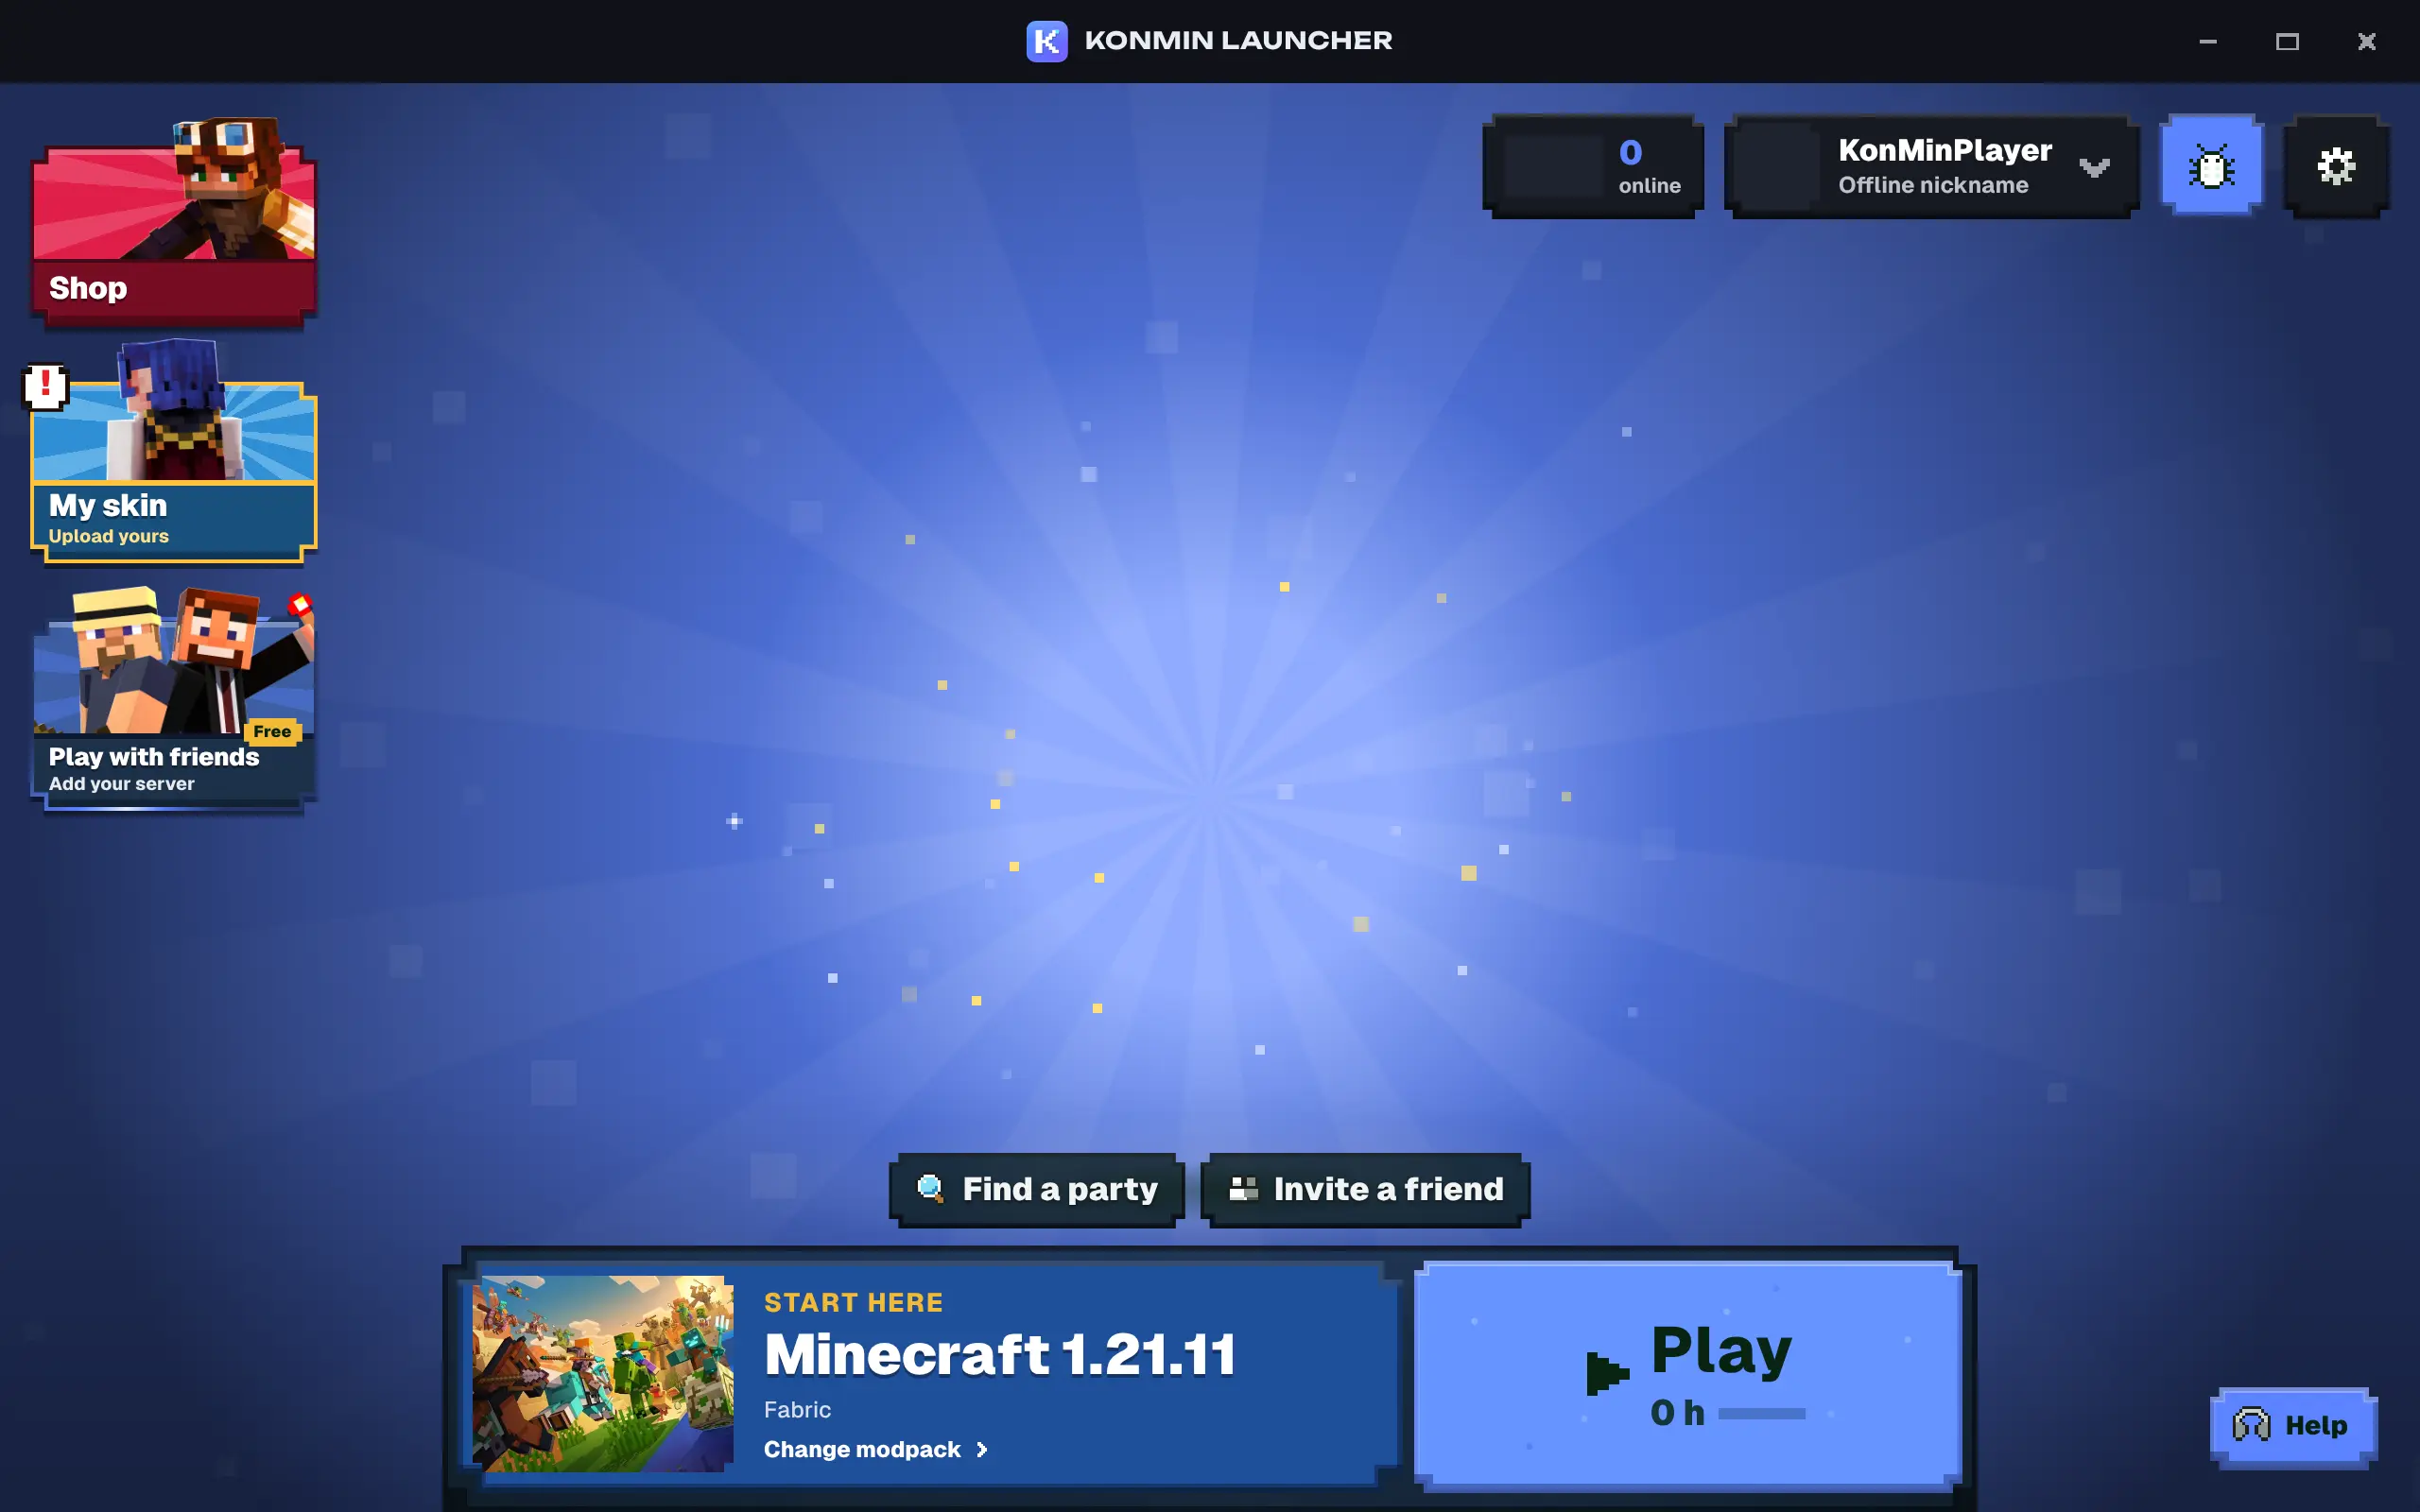 KONMIN LAUNCHER
0
online
KonMinPlayer
Offline nickname
Shop
!
My skin
Upload yours
Free
Play with friends
Add your server
Find a party
Invite a friend
START HERE
Minecraft 1.21.11
Fabric
Change modpack
Play
0 h
Help